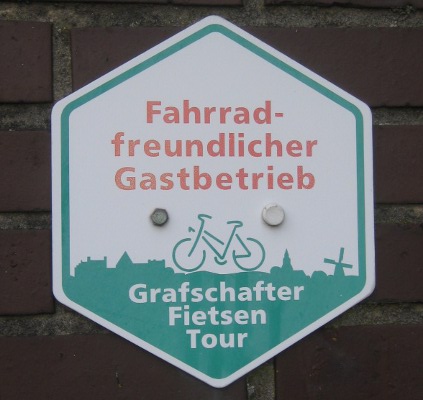 Fahrrad-
freundlicher
Gastbetrieb
Grafschafter
Fietsen
Tour